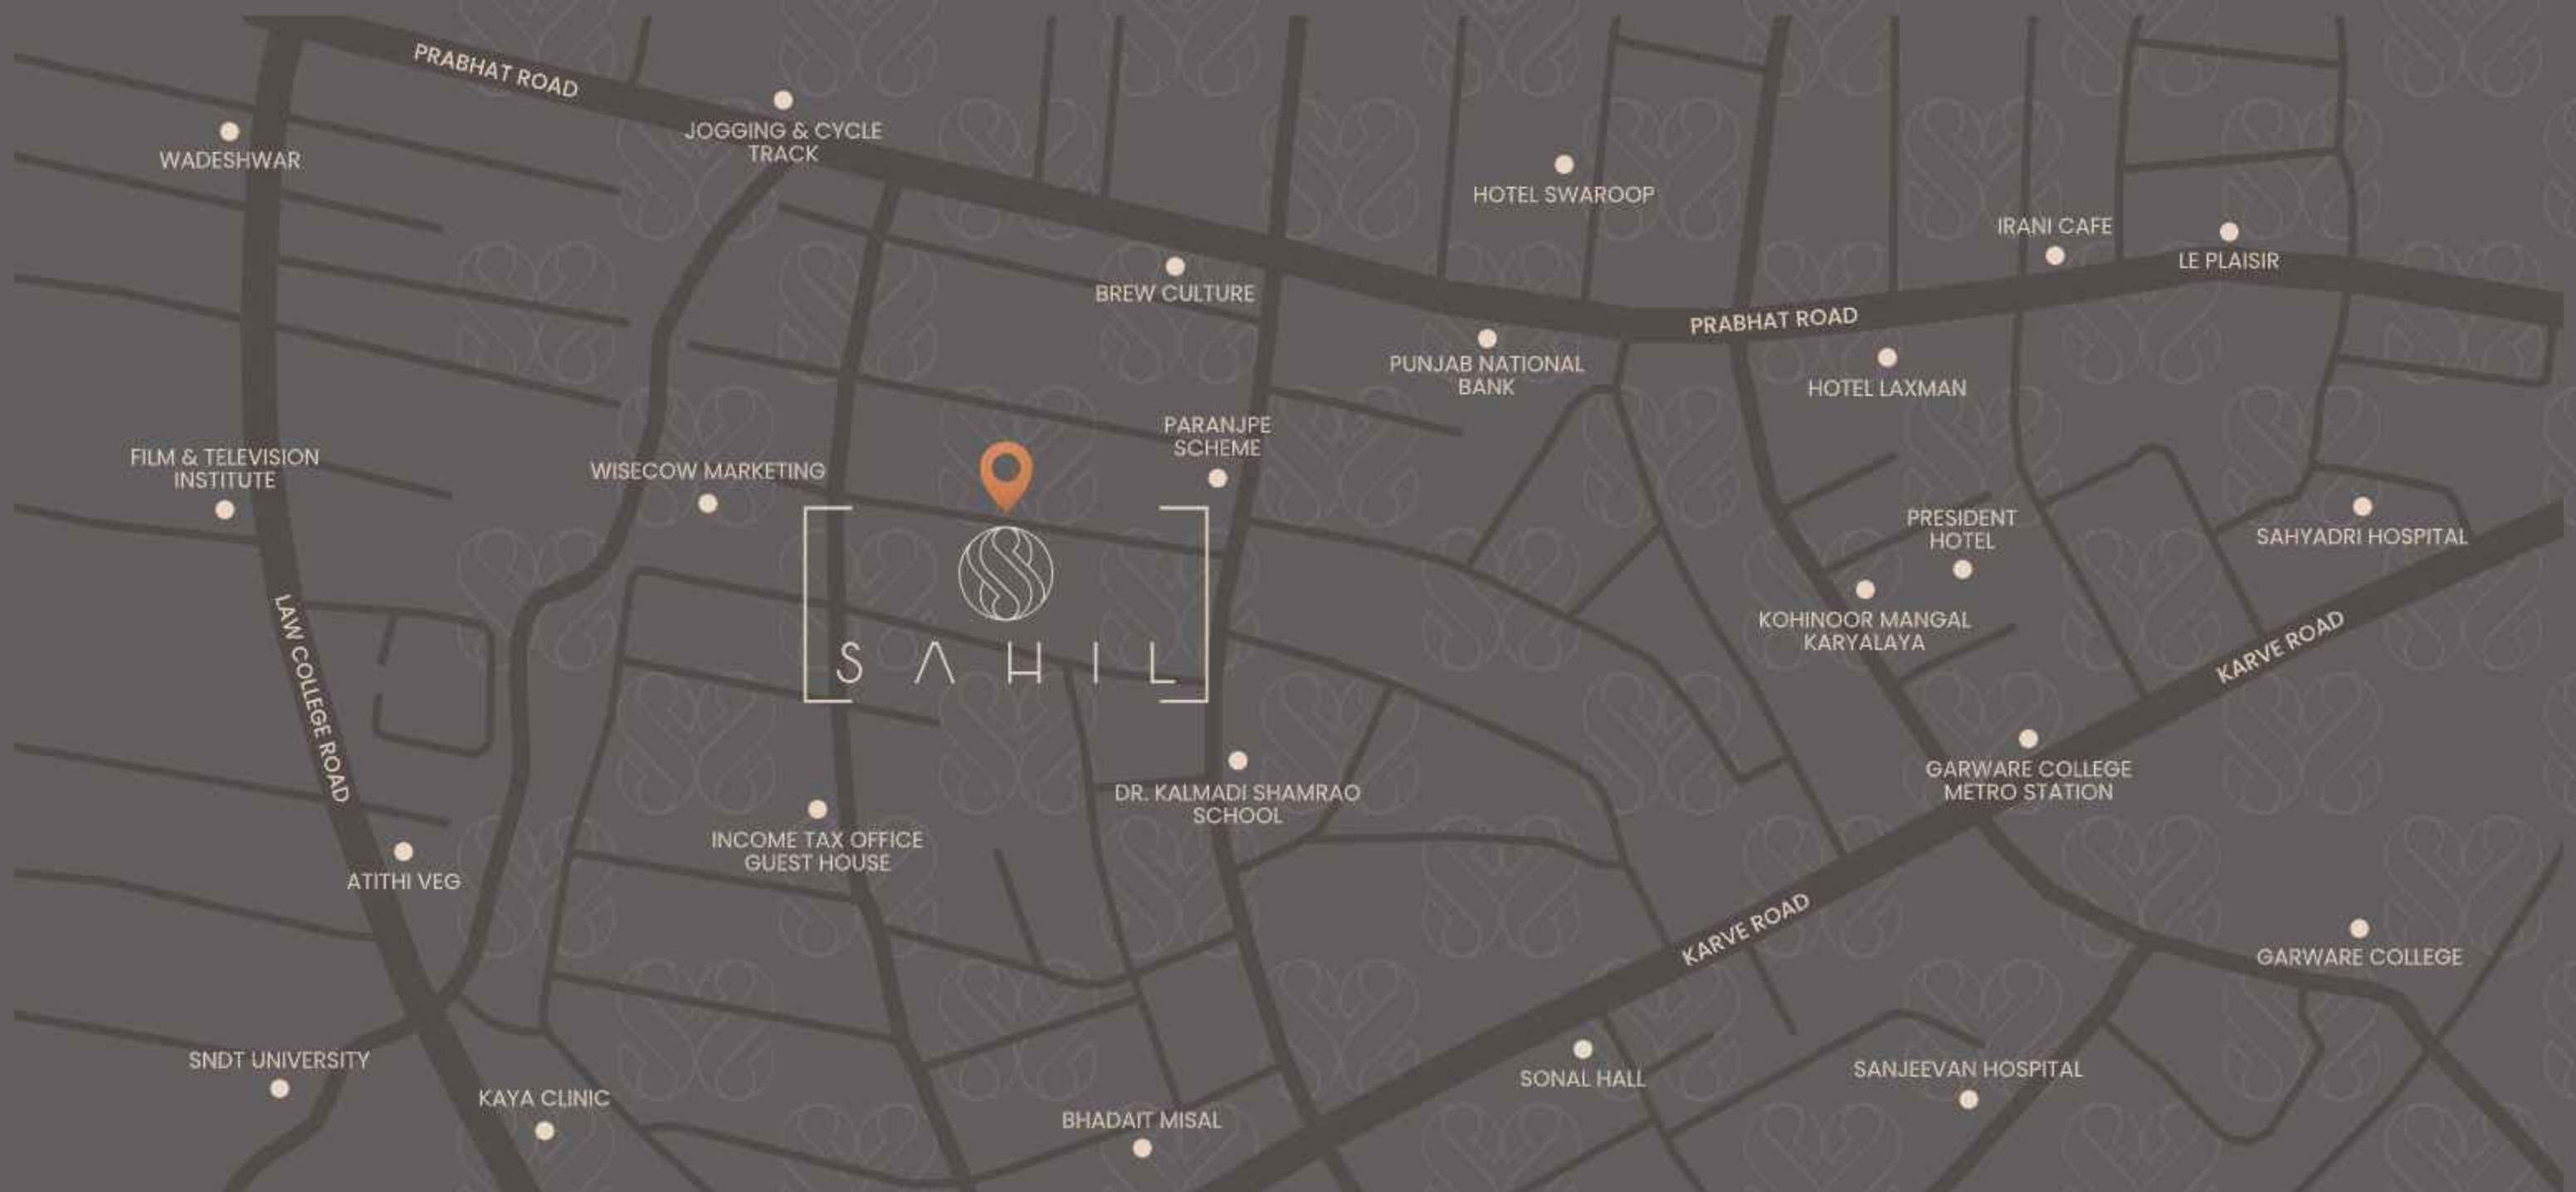 PRABHAT ROAD
JOGGING & CYCLE
TRACK
WADESHWAR
HOTEL SWAROOP
IRANI CAFE
LE PLAISIR
BREW CULTURE
PRABHAT ROAD
PUNJAB NATIONAL
BANK
HOTEL LAXMAN
PARANJPE
SCHEME
FILM & TELEVISION
INSTITUTE
WISECOW MARKETING
PRESIDENT
HOTEL
SAHYADRI HOSPITAL
KOHINOOR MANGAL
KARYALAYA
KARVE ROAD
SAHIL
LAW COLLEGE ROAD
GARWARE COLLEGE
METRO STATION
DR. KALMADI SHAMRAO
SCHOOL
INCOME TAX OFFICE
GUEST HOUSE
ATITHI VEG
KARVE ROAD
GARWARE COLLEGE
SNDT UNIVERSITY
KAYA CLINIC
BHADAIT MISAL
SONAL HALL
SANJEEVAN HOSPITAL